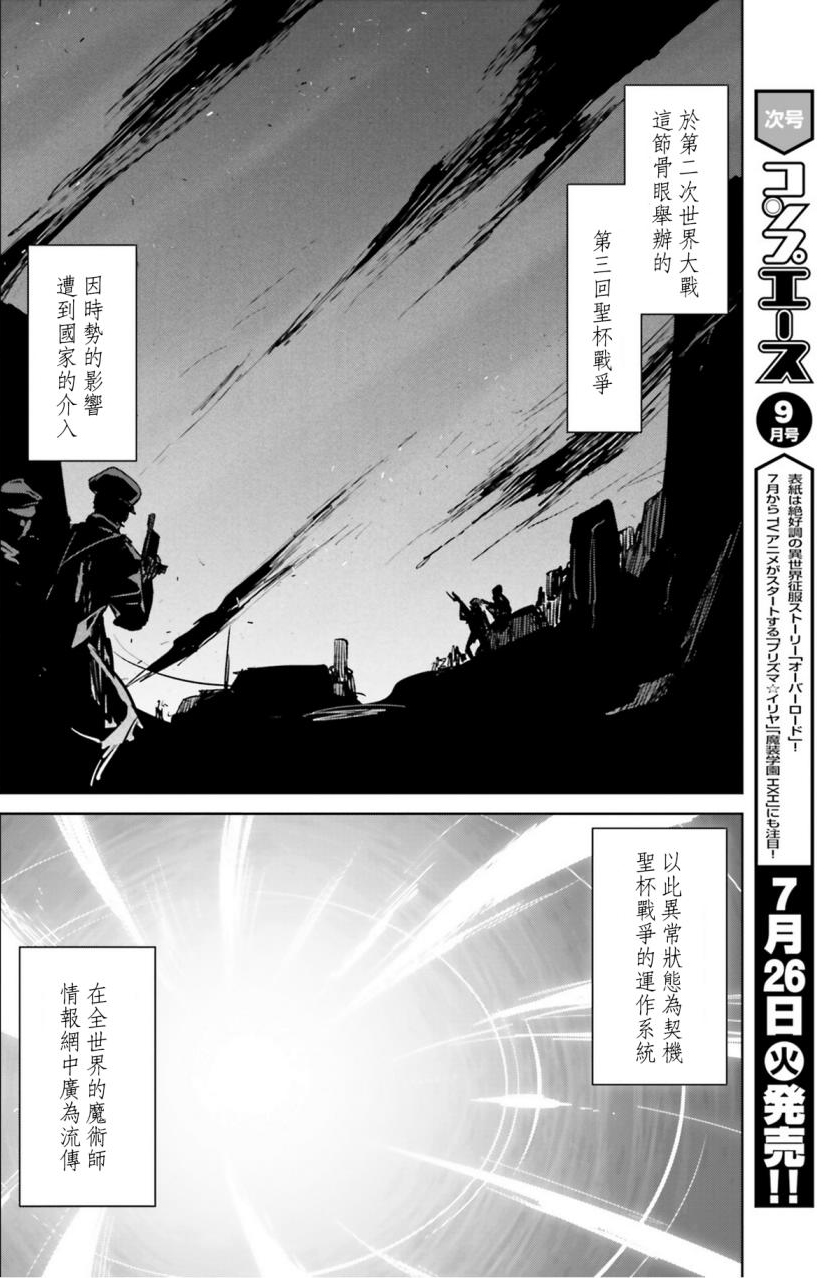 於第二次世界大戰
這節骨眼舉辦的
第三回聖杯戰爭
因時勢的影響
遭到國家的介入
以此異常狀態為契機
聖杯戰爭的運作系統
在全世界的魔術師
情報網中廣為流傳
次号
コンプエース
9
月号
表紙は絶好調の異世界征服ストーリー「オーバーロード」!
7月からTVアニメがスタートする「プリズマ☆イリヤ」「魔装学園H×H」にも注目!
7月26日㊋発売!!